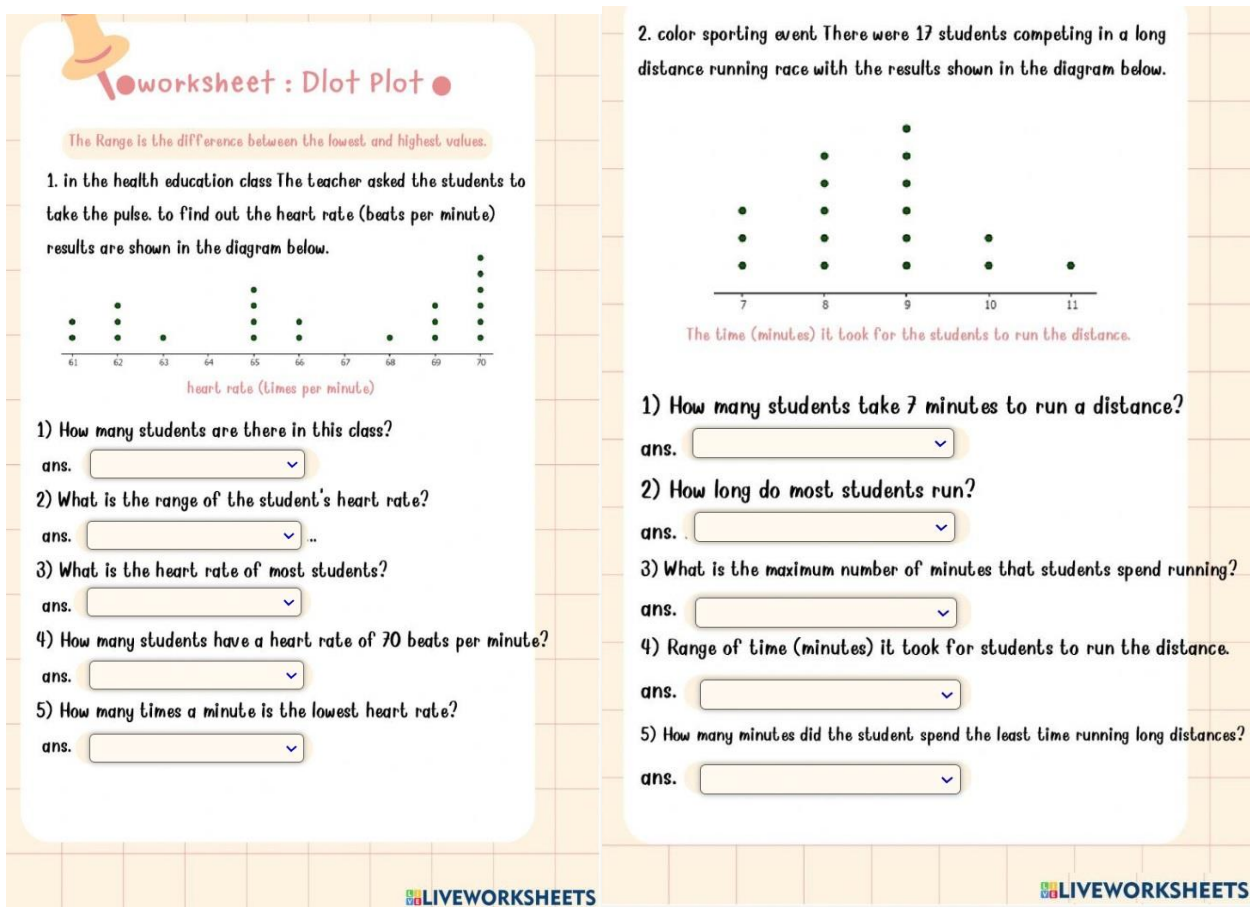 worksheet : Dlot Plot
The Range is the difference between the lowest and highest values.
1. in the health education class The teacher asked the students to
take the pulse. to find out the heart rate (beats per minute)
results are shown in the diagram below.
61 62 63 64 65 66 67 68 69 70
heart rate (times per minute)
1) How many students are there in this class?
ans.
2) What is the range of the student's heart rate?
ans. ...
3) What is the heart rate of most students?
ans.
4) How many students have a heart rate of 70 beats per minute?
ans.
5) How many times a minute is the lowest heart rate?
ans.
LIVEWORKSHEETS
2. color sporting event There were 17 students competing in a long
distance running race with the results shown in the diagram below.
7 8 9 10 11
The time (minutes) it took for the students to run the distance.
1) How many students take 7 minutes to run a distance?
ans.
2) How long do most students run?
ans. .
3) What is the maximum number of minutes that students spend running?
ans.
4) Range of time (minutes) it took for students to run the distance.
ans.
5) How many minutes did the student spend the least time running long distances?
ans.
LIVEWORKSHEETS